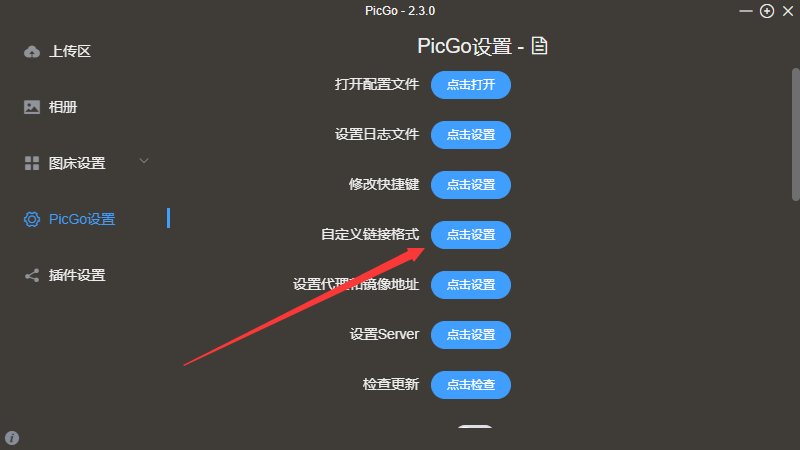 PicGo - 2.3.0
上传区
相册
图床设置
PicGo设置
插件设置
PicGo设置 -
打开配置文件 点击打开
设置日志文件 点击设置
修改快捷键 点击设置
自定义链接格式 点击设置
设置代理和镜像地址 点击设置
设置Server 点击设置
检查更新 点击检查